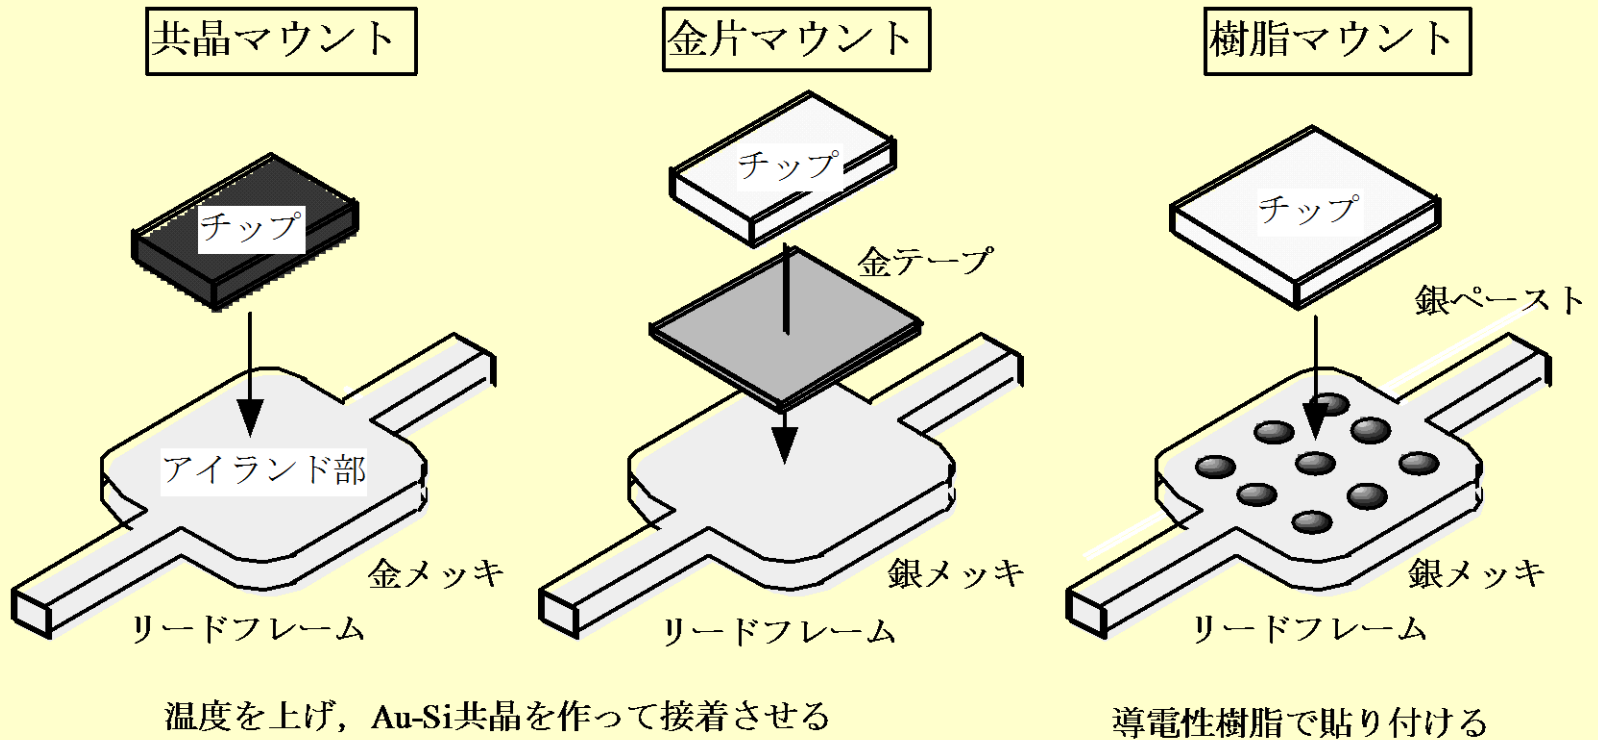 共晶マウント
金片マウント
樹脂マウント
チップ
チップ
チップ
金テープ
銀ペースト
アイランド部
金メッキ
銀メッキ
銀メッキ
リードフレーム
リードフレーム
リードフレーム
温度を上げ，Au-Si共晶を作って接着させる
導電性樹脂で貼り付ける